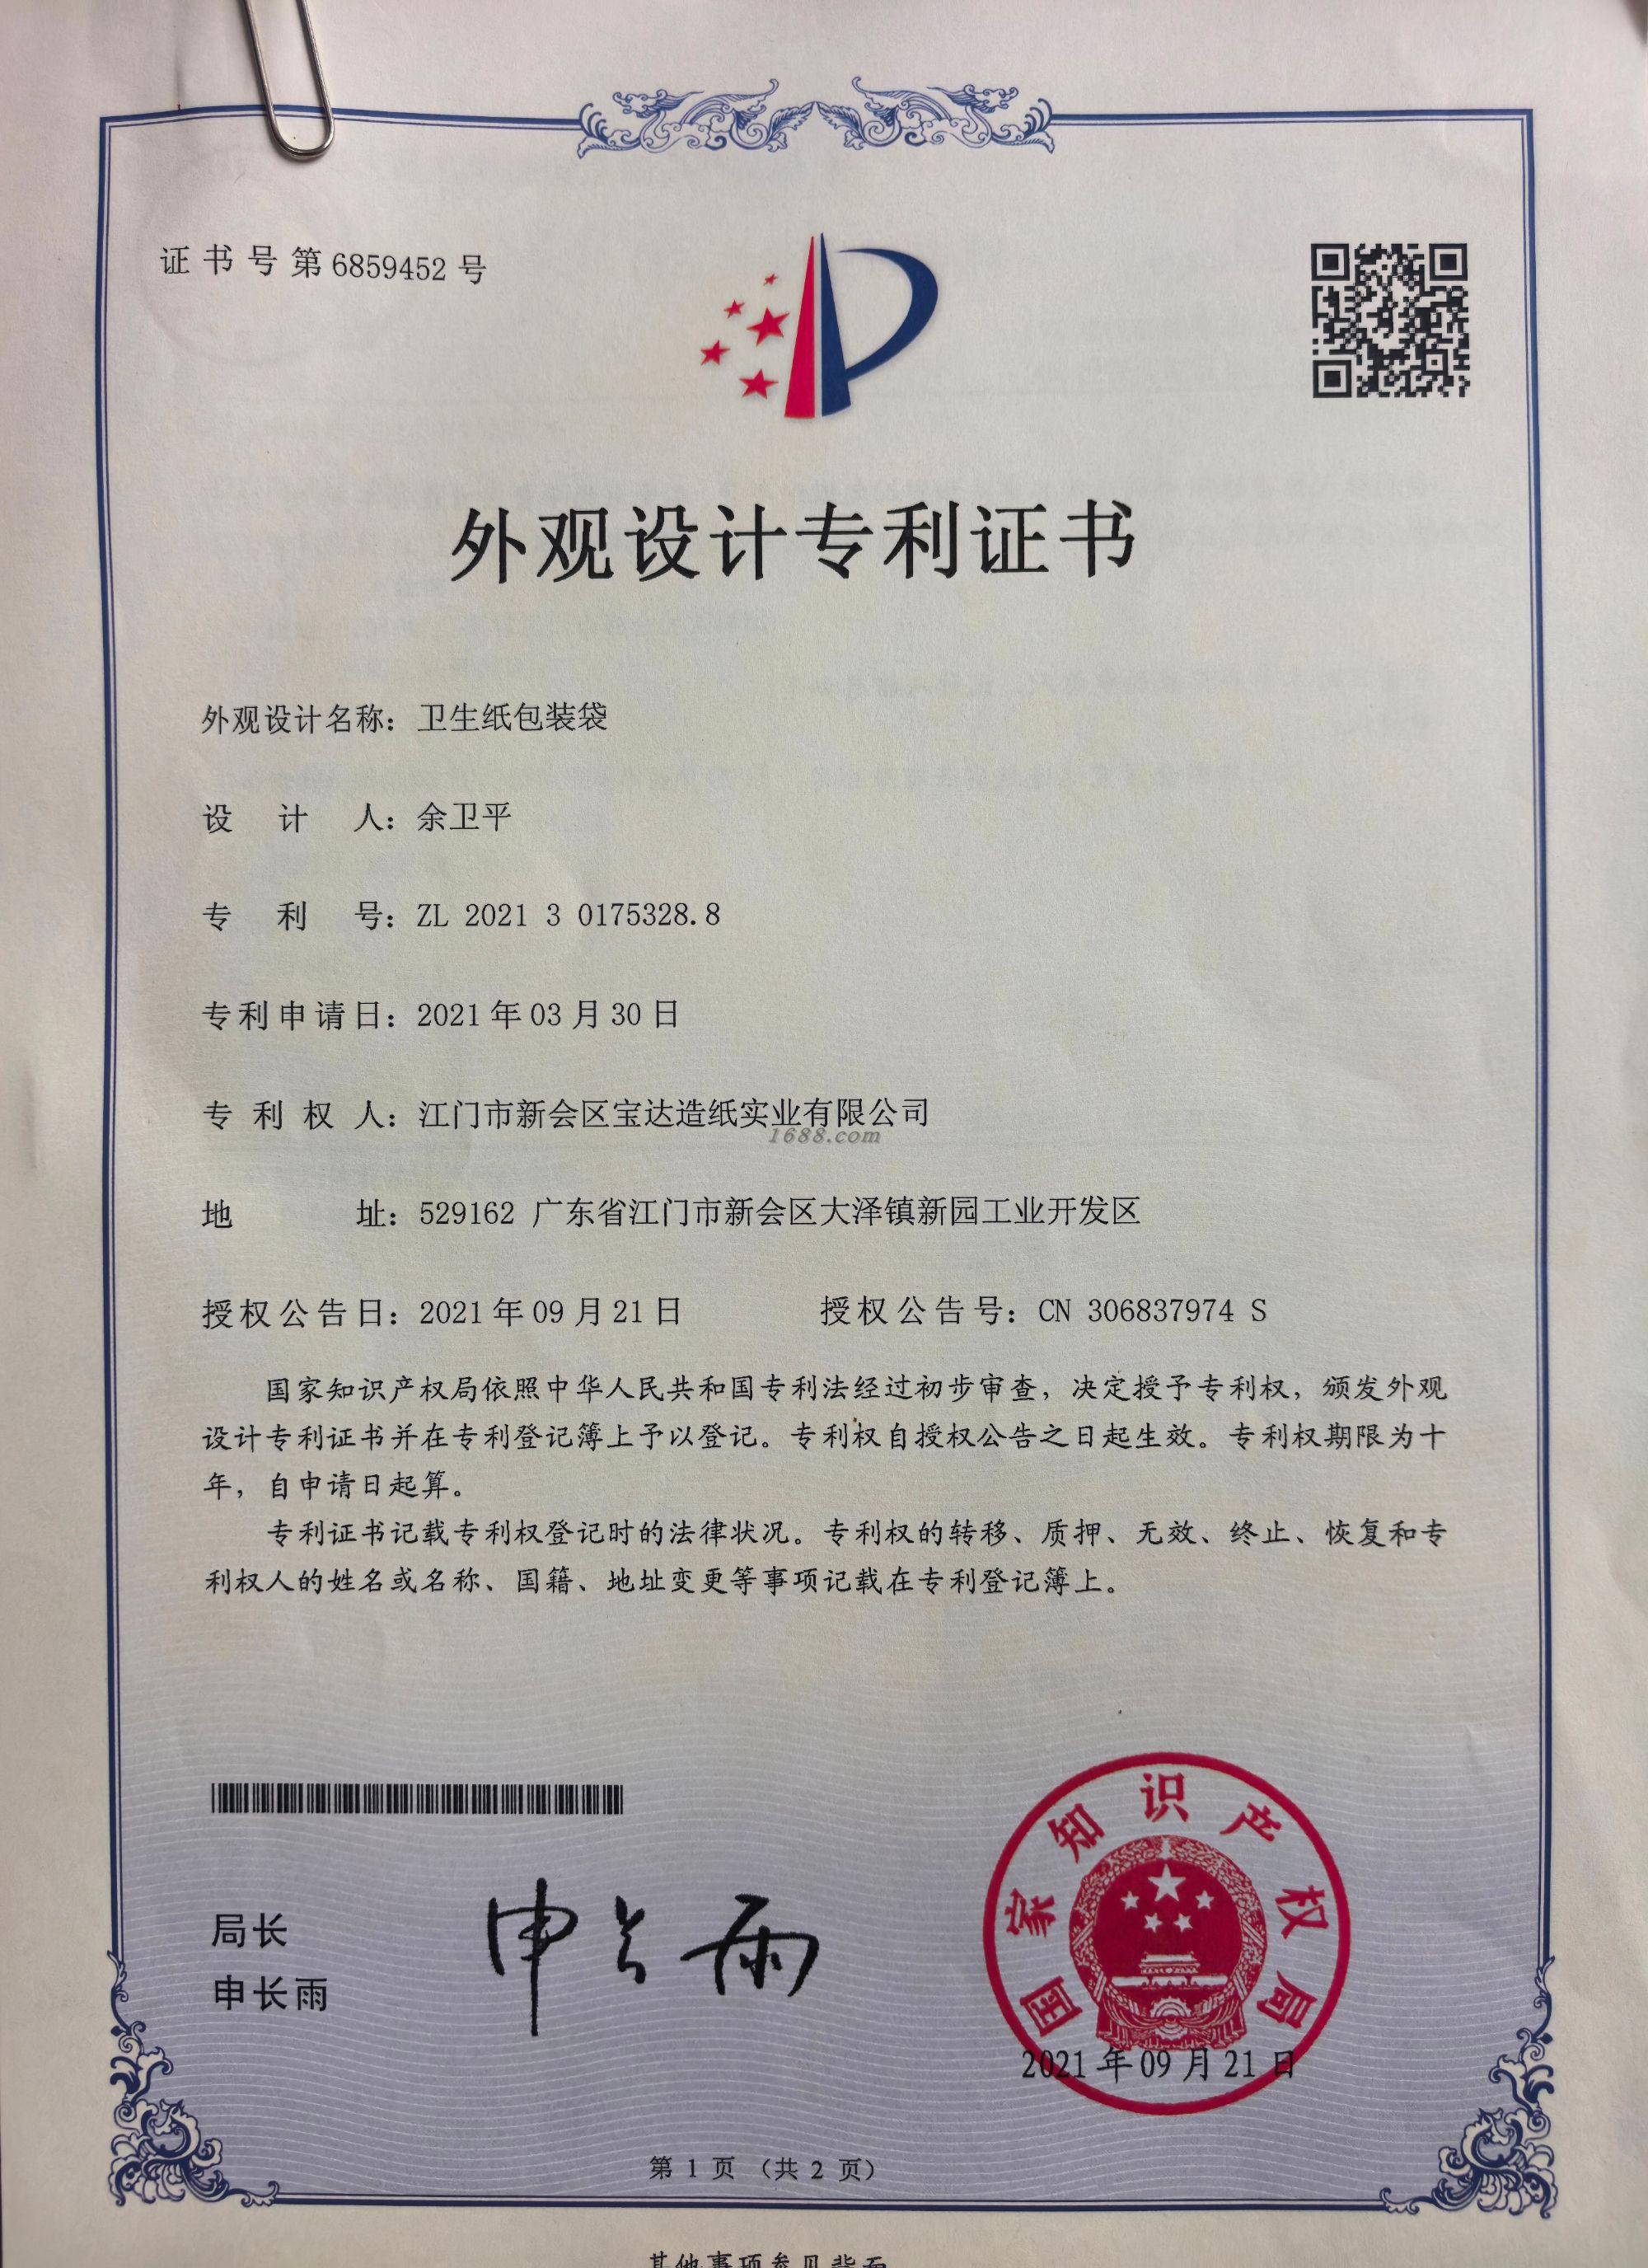 证书号第6859452号
外观设计专利证书
外观设计名称：卫生纸包装袋
设计人：余卫平
专利号：ZL 2021 3 0175328.8
专利申请日：2021年03月30日
专利权人：江门市新会区宝达造纸实业有限公司
1688.com
地址：529162 广东省江门市新会区大泽镇新园工业开发区
授权公告日：2021年09月21日 授权公告号：CN 306837974 S
国家知识产权局依照中华人民共和国专利法经过初步审查，决定授予专利权，颁发外观
设计专利证书并在专利登记簿上予以登记。专利权自授权公告之日起生效。专利权期限为十
年，自申请日起算。
专利证书记载专利权登记时的法律状况。专利权的转移、质押、无效、终止、恢复和专
利权人的姓名或名称、国籍、地址变更等事项记载在专利登记簿上。
局长
申长雨
申长雨
国家知识产权局
2021年09月21日
第 1 页 （共 2 页）
其他事项参见背面